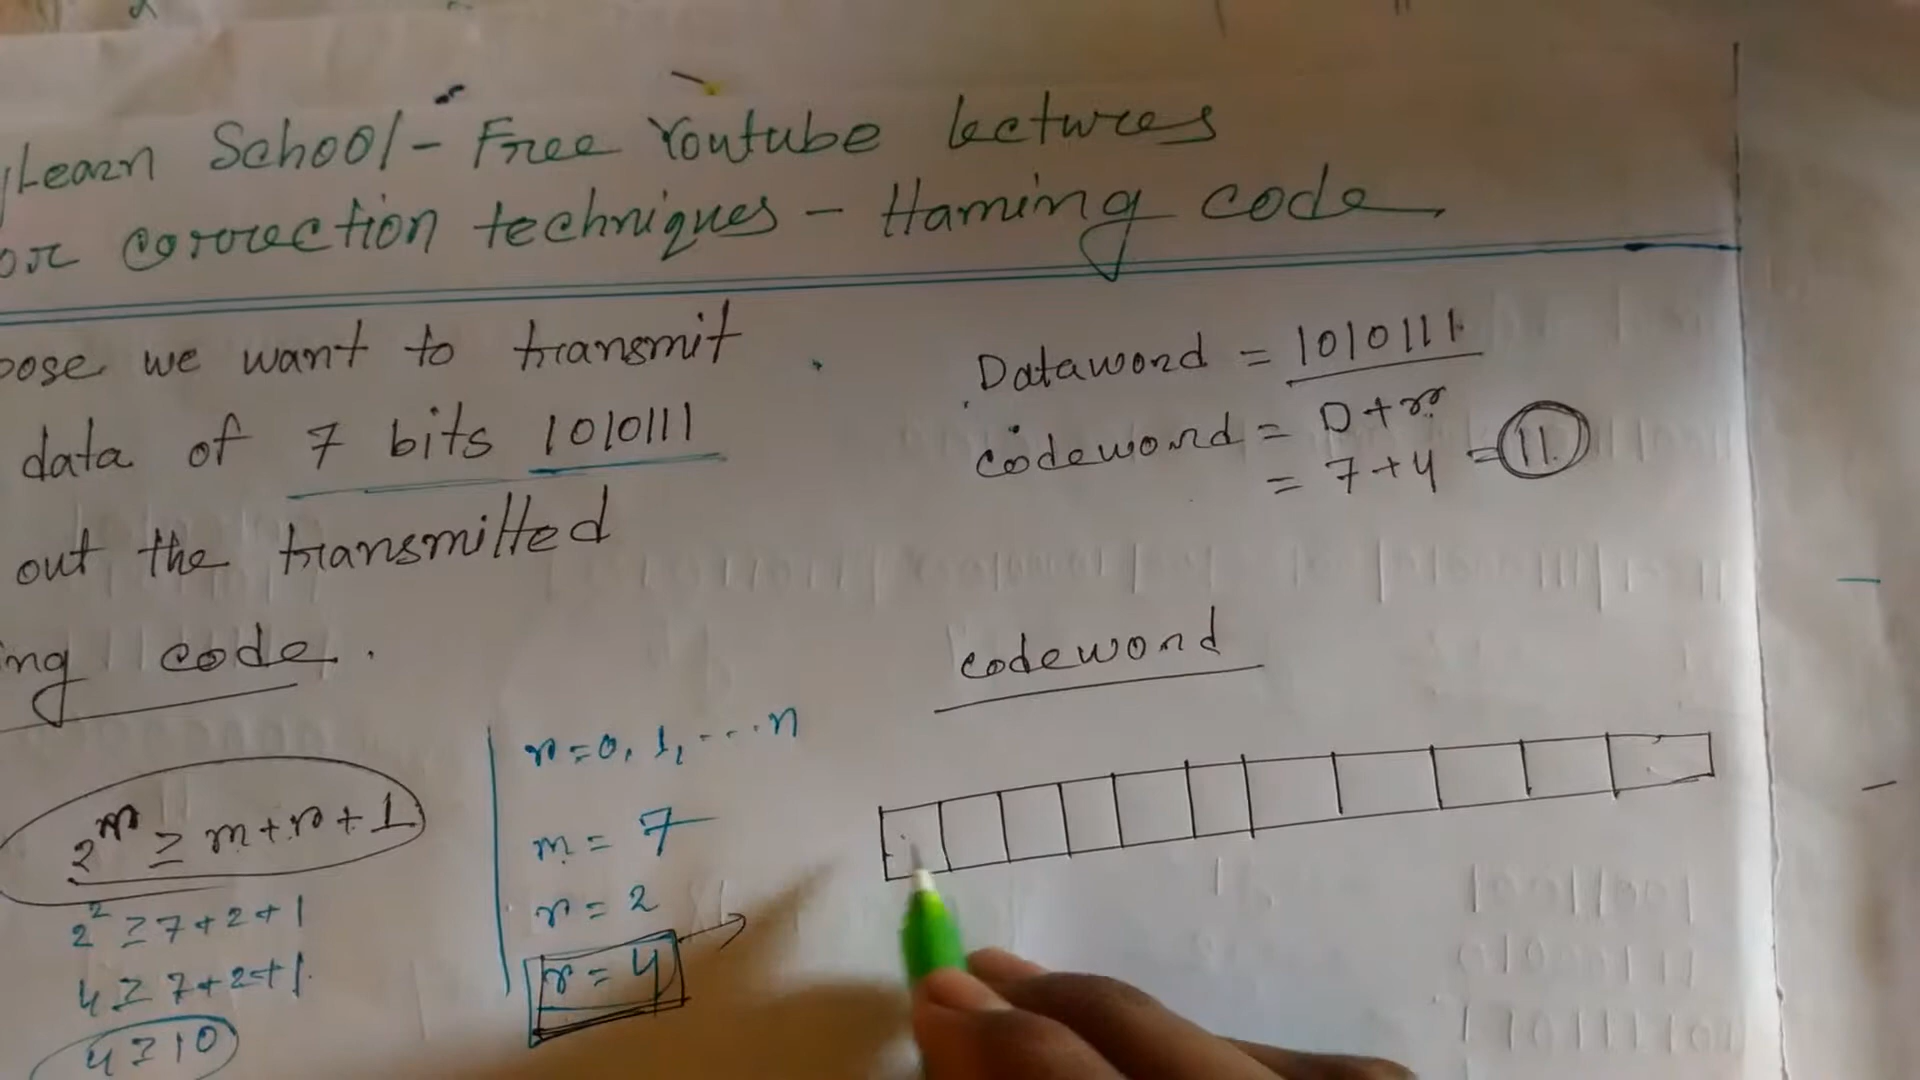 Learn School - Free Youtube lectures
correction techniques - Haming code.
we want to transmit
data of 7 bits 1010111
out the transmitted
ing code.
Dataword = 1010111
codeword = D+r
= 7+4 = 11
codeword
2^r ≥ m+r+1
2^2 ≥ 7+2+1
4 ≥ 7+2+1
4 ≥ 10
r = 0, 1, ... n
m = 7
r = 2
r = 4